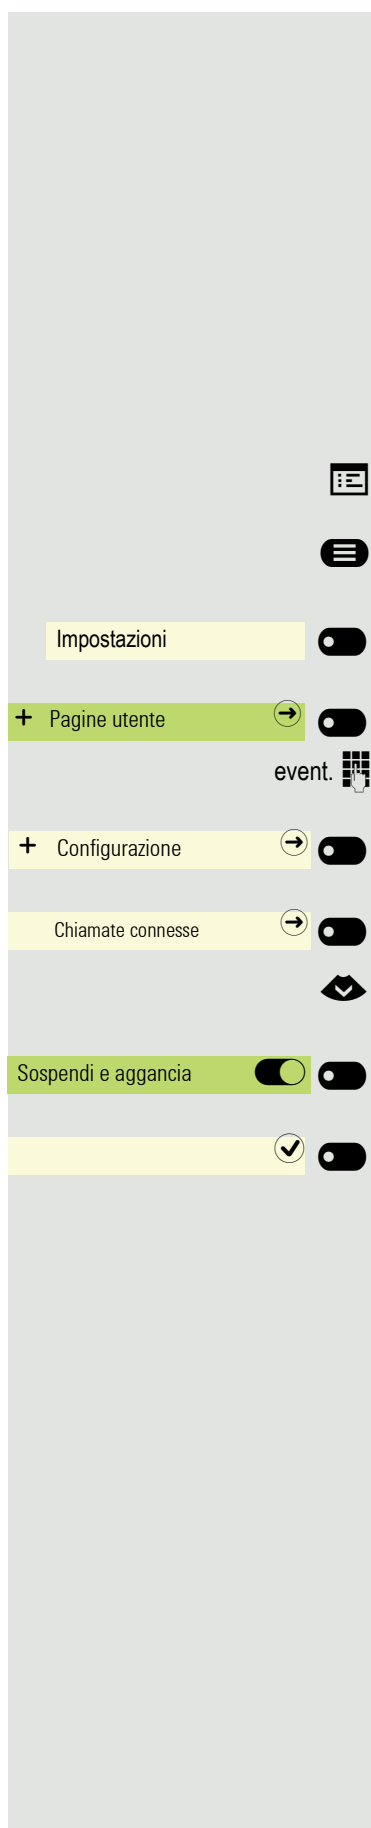 Impostazioni
+ Pagine utente
event.
+ Configurazione
Chiamate connesse
Sospendi e aggancia